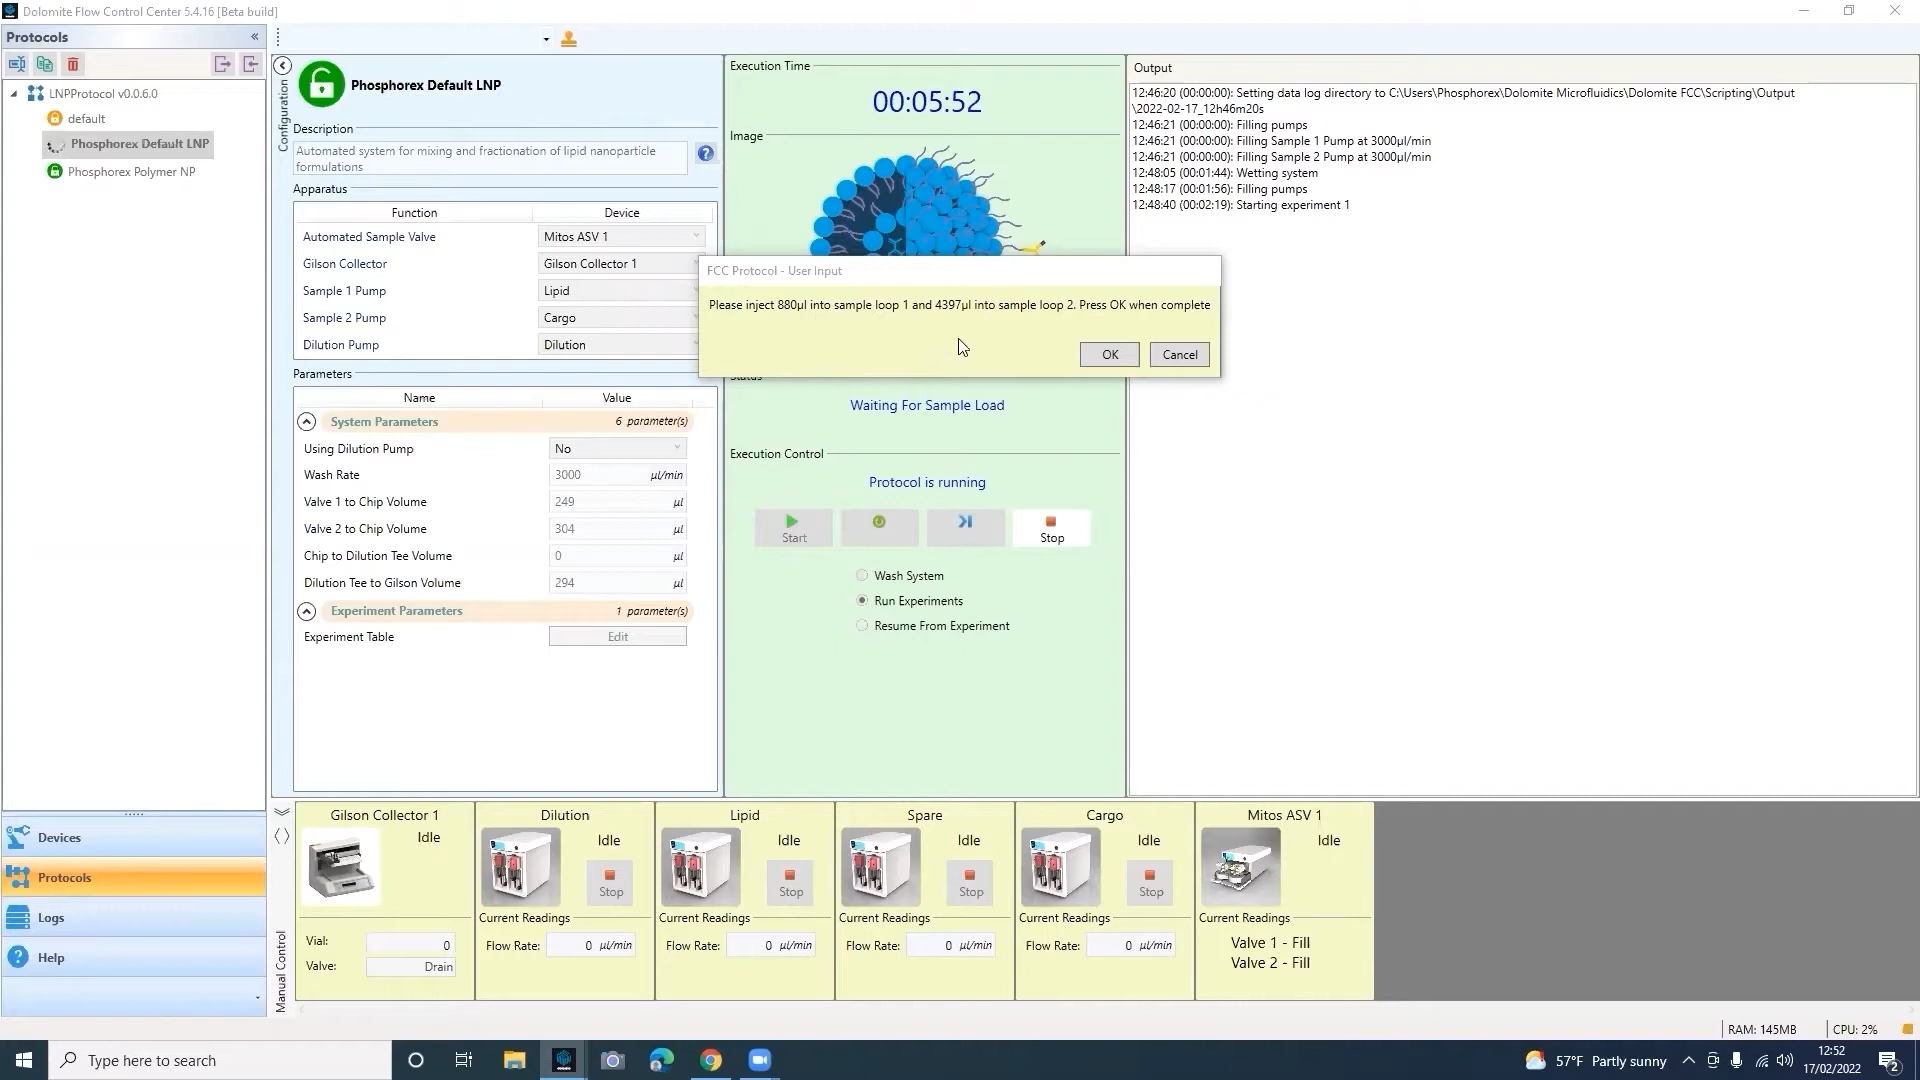 Dolomite Flow Control Center 5.4.16 [Beta build]
Protocols
LNPProtocol v0.0.6.0
default
Phosphorex Default LNP
Phosphorex Polymer NP
Devices
Protocols
Logs
Help
Configuration
Phosphorex Default LNP
Description
Automated system for mixing and fractionation of lipid nanoparticle
formulations
Apparatus
Function Device
Automated Sample Valve Mitos ASV 1
Gilson Collector Gilson Collector 1
Sample 1 Pump Lipid
Sample 2 Pump Cargo
Dilution Pump Dilution
Parameters
Name Value
System Parameters 6 parameter(s)
Using Dilution Pump No
Wash Rate 3000 µl/min
Valve 1 to Chip Volume 249 µl
Valve 2 to Chip Volume 304 µl
Chip to Dilution Tee Volume 0 µl
Dilution Tee to Gilson Volume 294 µl
Experiment Parameters 1 parameter(s)
Experiment Table Edit
Execution Time
00:05:52
Image
FCC Protocol - User Input
Please inject 880µl into sample loop 1 and 4397µl into sample loop 2. Press OK when complete
OK Cancel
Status
Waiting For Sample Load
Execution Control
Protocol is running
Start
Stop
Wash System
Run Experiments
Resume From Experiment
Output
12:46:20 (00:00:00): Setting data log directory to C:\Users\Phosphorex\Dolomite Microfluidics\Dolomite FCC\Scripting\Output
\2022-02-17_12h46m20s
12:46:21 (00:00:00): Filling pumps
12:46:21 (00:00:00): Filling Sample 1 Pump at 3000µl/min
12:46:21 (00:00:00): Filling Sample 2 Pump at 3000µl/min
12:48:05 (00:01:44): Wetting system
12:48:17 (00:01:56): Filling pumps
12:48:40 (00:02:19): Starting experiment 1
Manual Control
Gilson Collector 1
Idle
Vial: 0
Valve: Drain
Dilution
Idle
Stop
Current Readings
Flow Rate: 0 µl/min
Lipid
Idle
Stop
Current Readings
Flow Rate: 0 µl/min
Spare
Idle
Stop
Current Readings
Flow Rate: 0 µl/min
Cargo
Idle
Stop
Current Readings
Flow Rate: 0 µl/min
Mitos ASV 1
Idle
Current Readings
Valve 1 - Fill
Valve 2 - Fill
RAM: 145MB CPU: 2%
Type here to search
57°F Partly sunny
12:52
17/02/2022
2